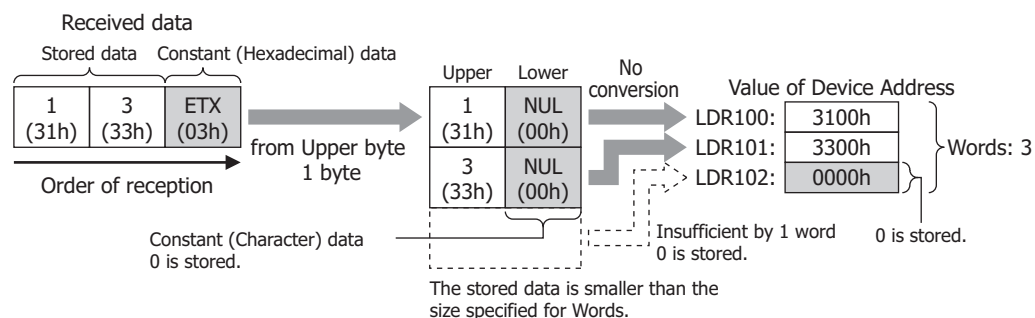 Received data
Stored data Constant (Hexadecimal) data
1 3 ETX
(31h) (33h) (03h)
Order of reception
from Upper byte
1 byte
Upper Lower
1 NUL
(31h) (00h)
3 NUL
(33h) (00h)
Constant (Character) data
0 is stored.
The stored data is smaller than the
size specified for Words.
No
conversion
Value of Device Address
LDR100: 3100h
LDR101: 3300h
LDR102: 0000h
Words: 3
Insufficient by 1 word
0 is stored.
0 is stored.